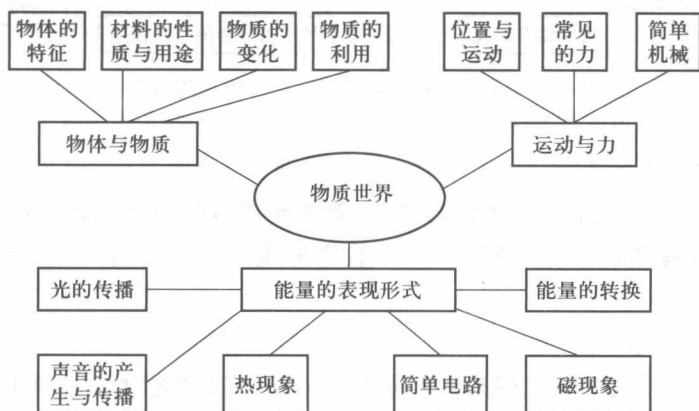 物体的
特征
材料的性
质与用途
物质的
变化
物质的
利用
位置与
运动
常见
的力
简单
机械
物体与物质
运动与力
物质世界
光的传播
能量的表现形式
能量的转换
声音的产
生与传播
热现象
简单电路
磁现象